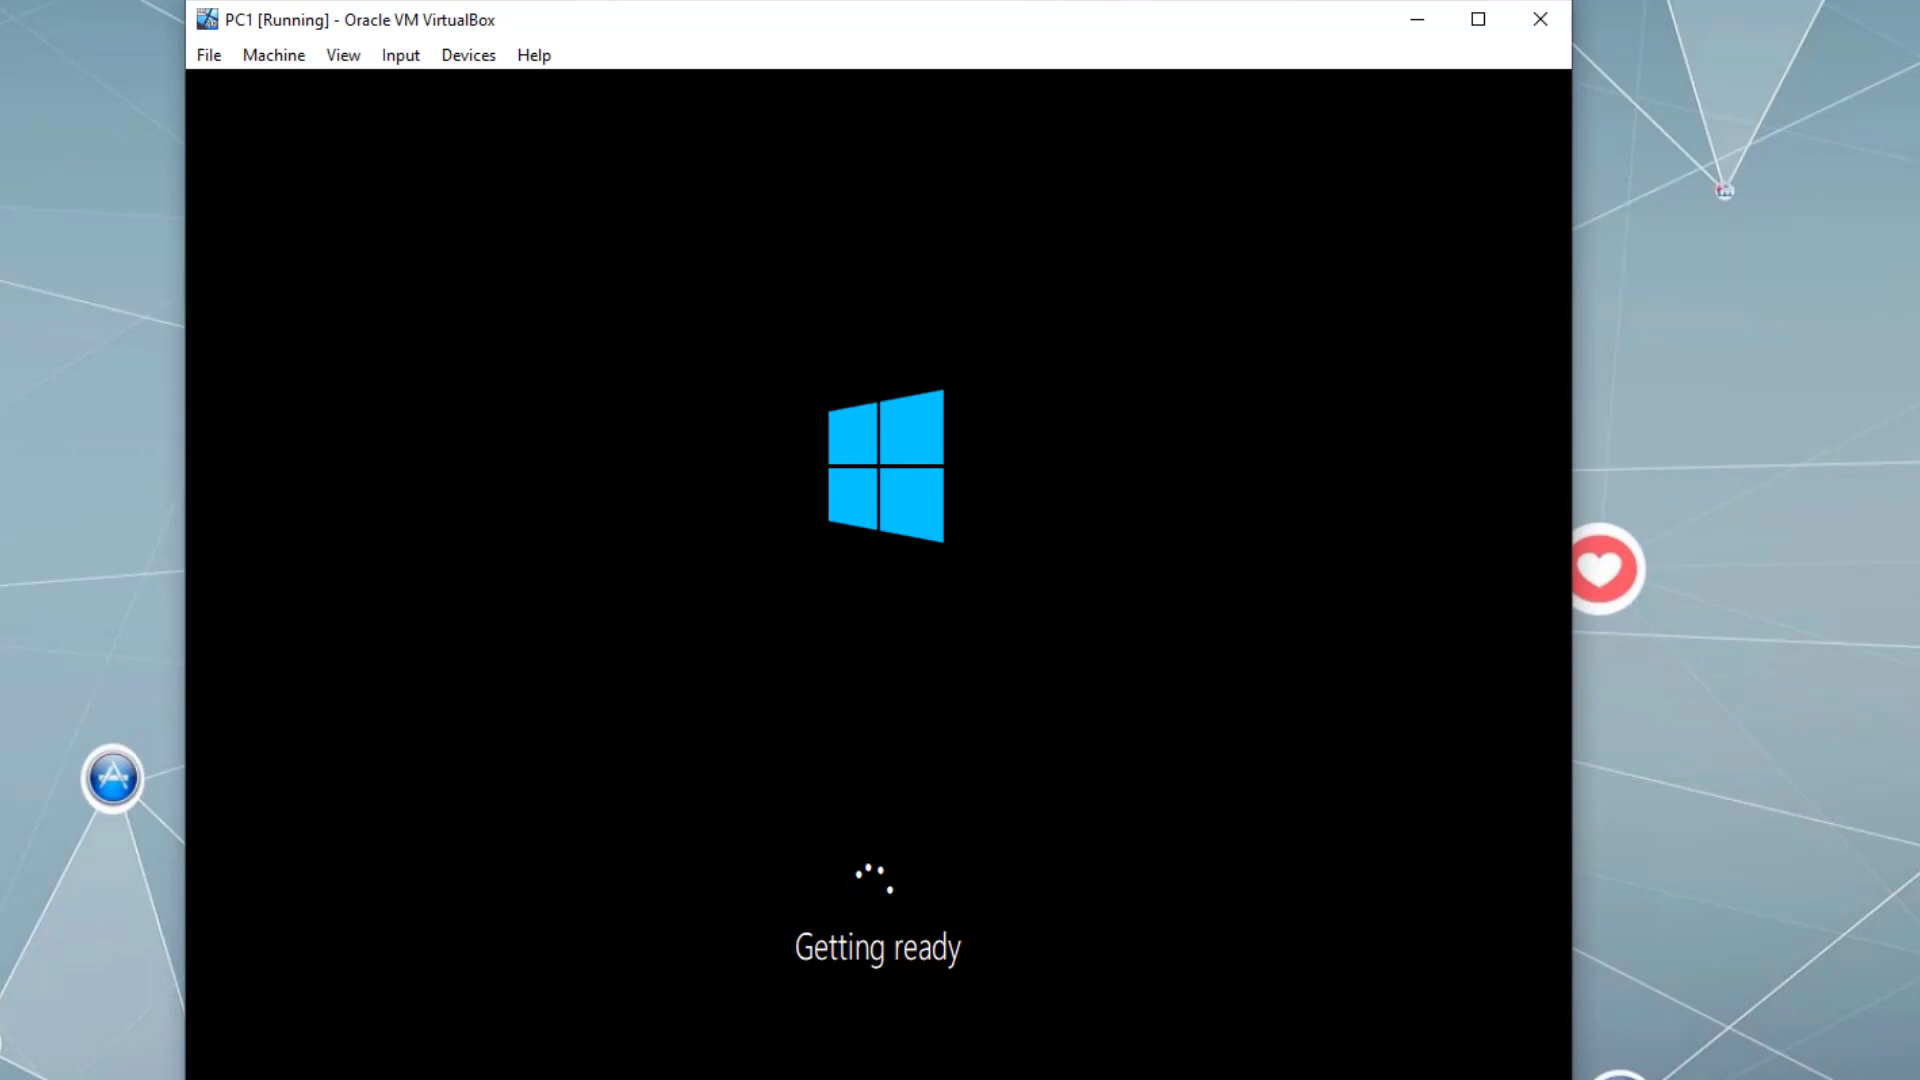 PC1 [Running] - Oracle VM VirtualBox
File Machine View Input Devices Help
Getting ready